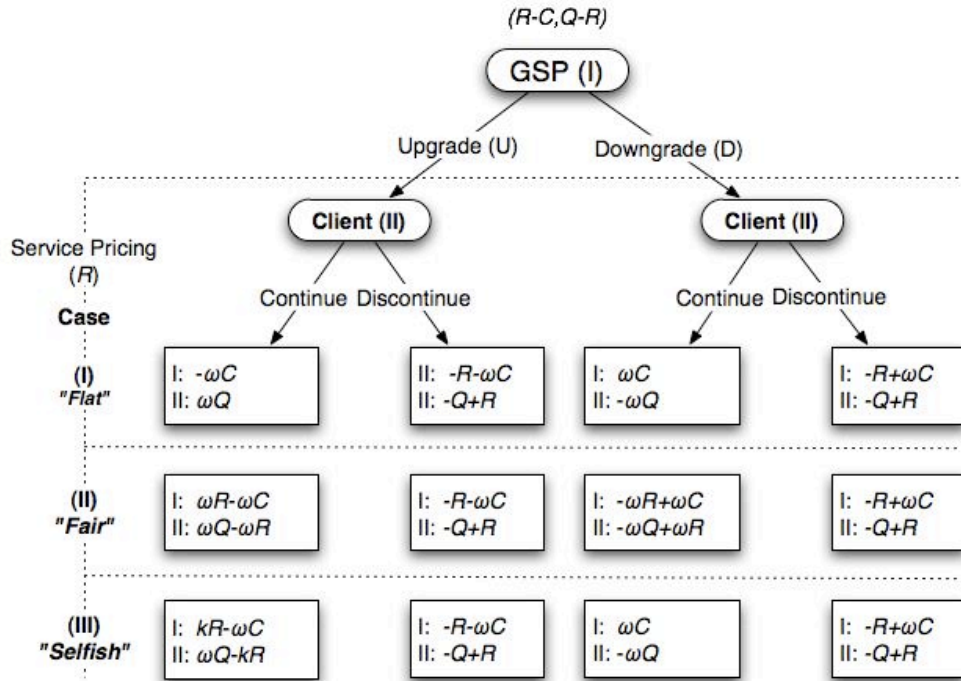 (R-C,Q-R)
GSP (I)
Upgrade (U)
Downgrade (D)
Client (II)
Client (II)
Service Pricing
(R)
Continue
Discontinue
Continue
Discontinue
Case
(I)
"Flat"
I: -ωC
II: ωQ
II: -R-ωC
II: -Q+R
I: ωC
II: -ωQ
I: -R+ωC
II: -Q+R
(II)
"Fair"
I: ωR-ωC
II: ωQ-ωR
I: -R-ωC
II: -Q+R
I: -ωR+ωC
II: -ωQ+ωR
I: -R+ωC
II: -Q+R
(III)
"Selfish"
I: kR-ωC
II: ωQ-kR
I: -R-ωC
II: -Q+R
I: ωC
II: -ωQ
I: -R+ωC
II: -Q+R